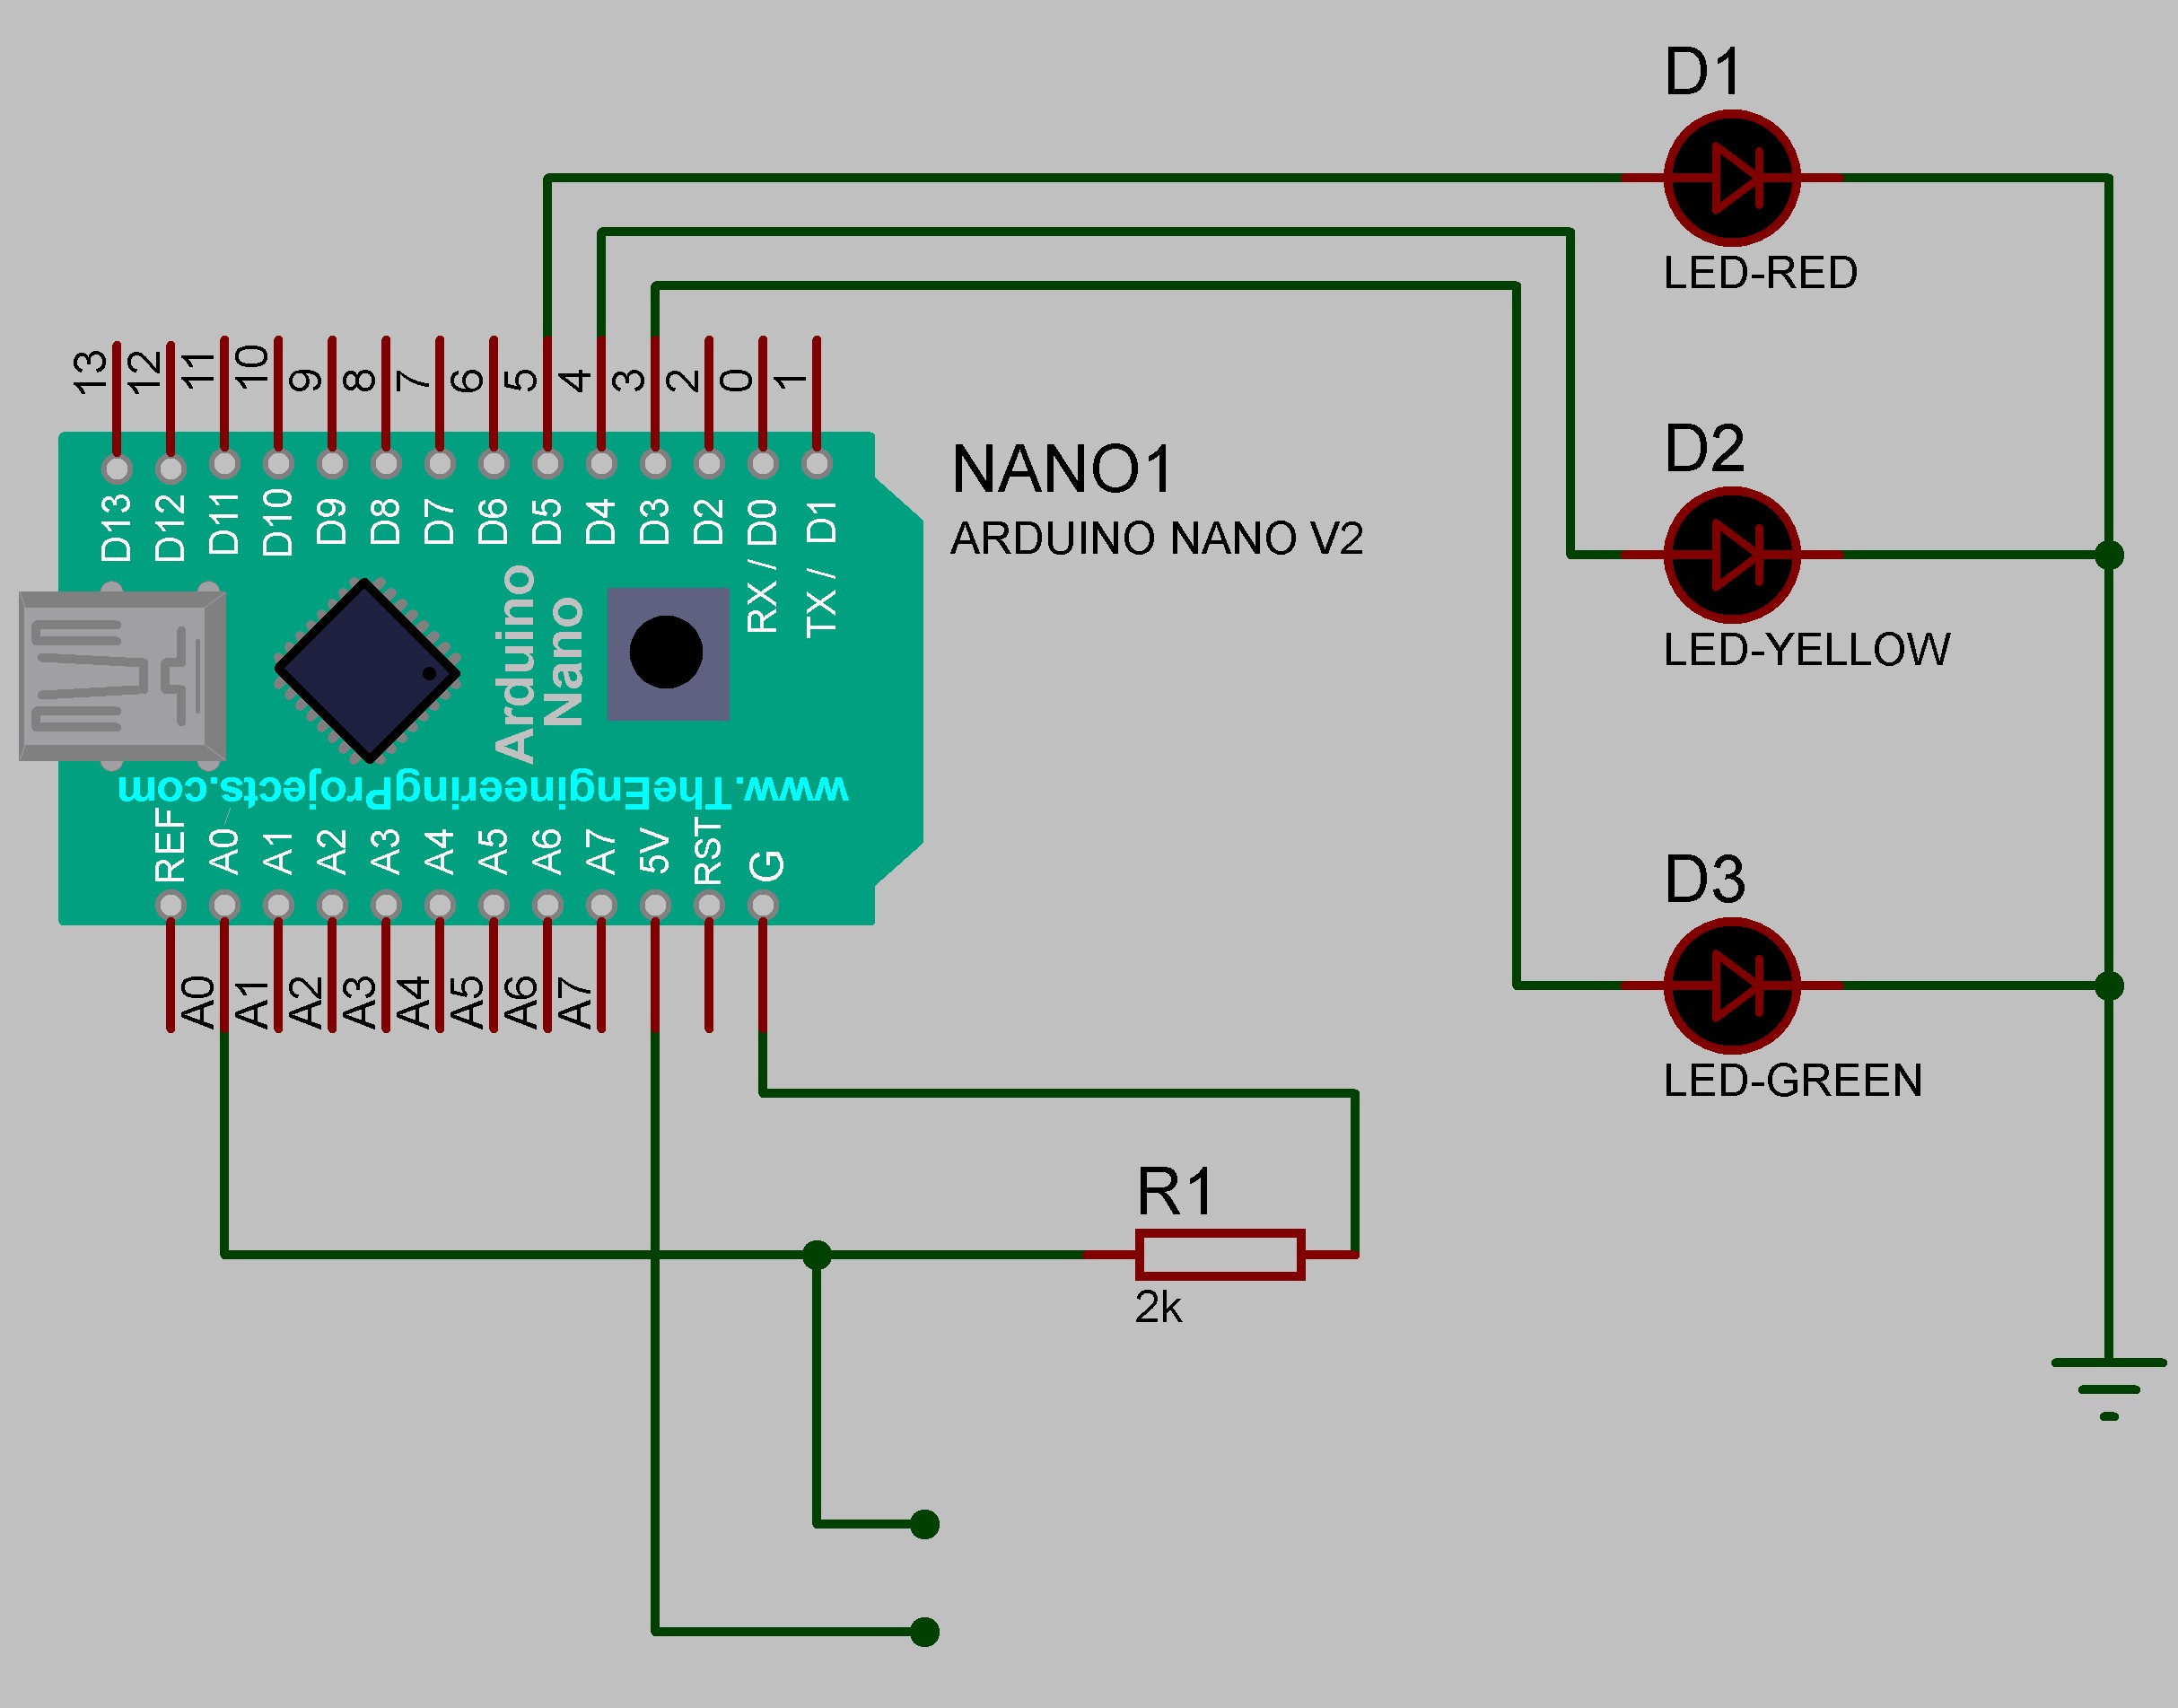 D1
LED-RED
13 12 11 10 9 8 7 6 5 4 3 2 0 1
D2
LED-YELLOW
NANO1
ARDUINO NANO V2
D13 D12 D11 D10 D9 D8 D7 D6 D5 D4 D3 D2 RX / D0 TX / D1
Arduino
Nano
www.TheEngineeringProjects.com
REF A0 A1 A2 A3 A4 A5 A6 A7 5V RST G
D3
LED-GREEN
A0 A1 A2 A3 A4 A5 A6 A7
R1
2k